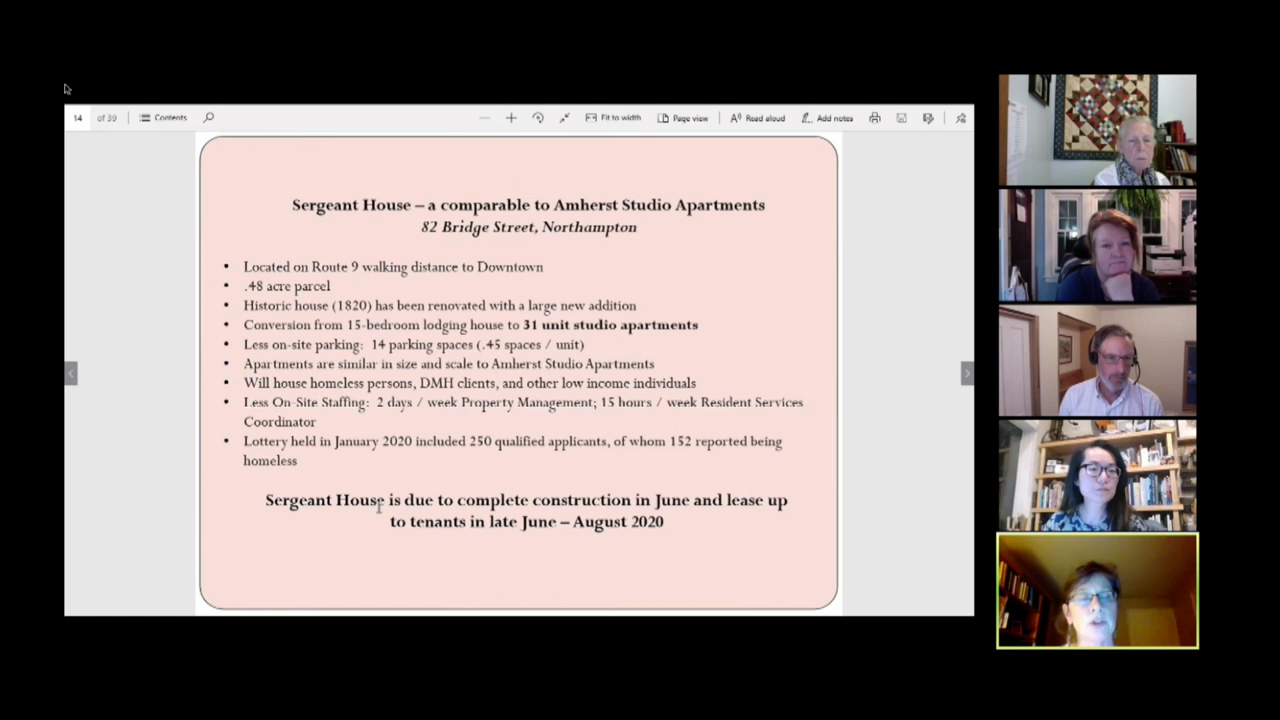 14 of 39 Contents Fit to width Page view Read aloud Add notes
Sergeant House – a comparable to Amherst Studio Apartments
82 Bridge Street, Northampton
• Located on Route 9 walking distance to Downtown
• .48 acre parcel
• Historic house (1820) has been renovated with a large new addition
• Conversion from 15-bedroom lodging house to 31 unit studio apartments
• Less on-site parking: 14 parking spaces (.45 spaces / unit)
• Apartments are similar in size and scale to Amherst Studio Apartments
• Will house homeless persons, DMH clients, and other low income individuals
• Less On-Site Staffing: 2 days / week Property Management; 15 hours / week Resident Services
Coordinator
• Lottery held in January 2020 included 250 qualified applicants, of whom 152 reported being
homeless
Sergeant House is due to complete construction in June and lease up
to tenants in late June – August 2020